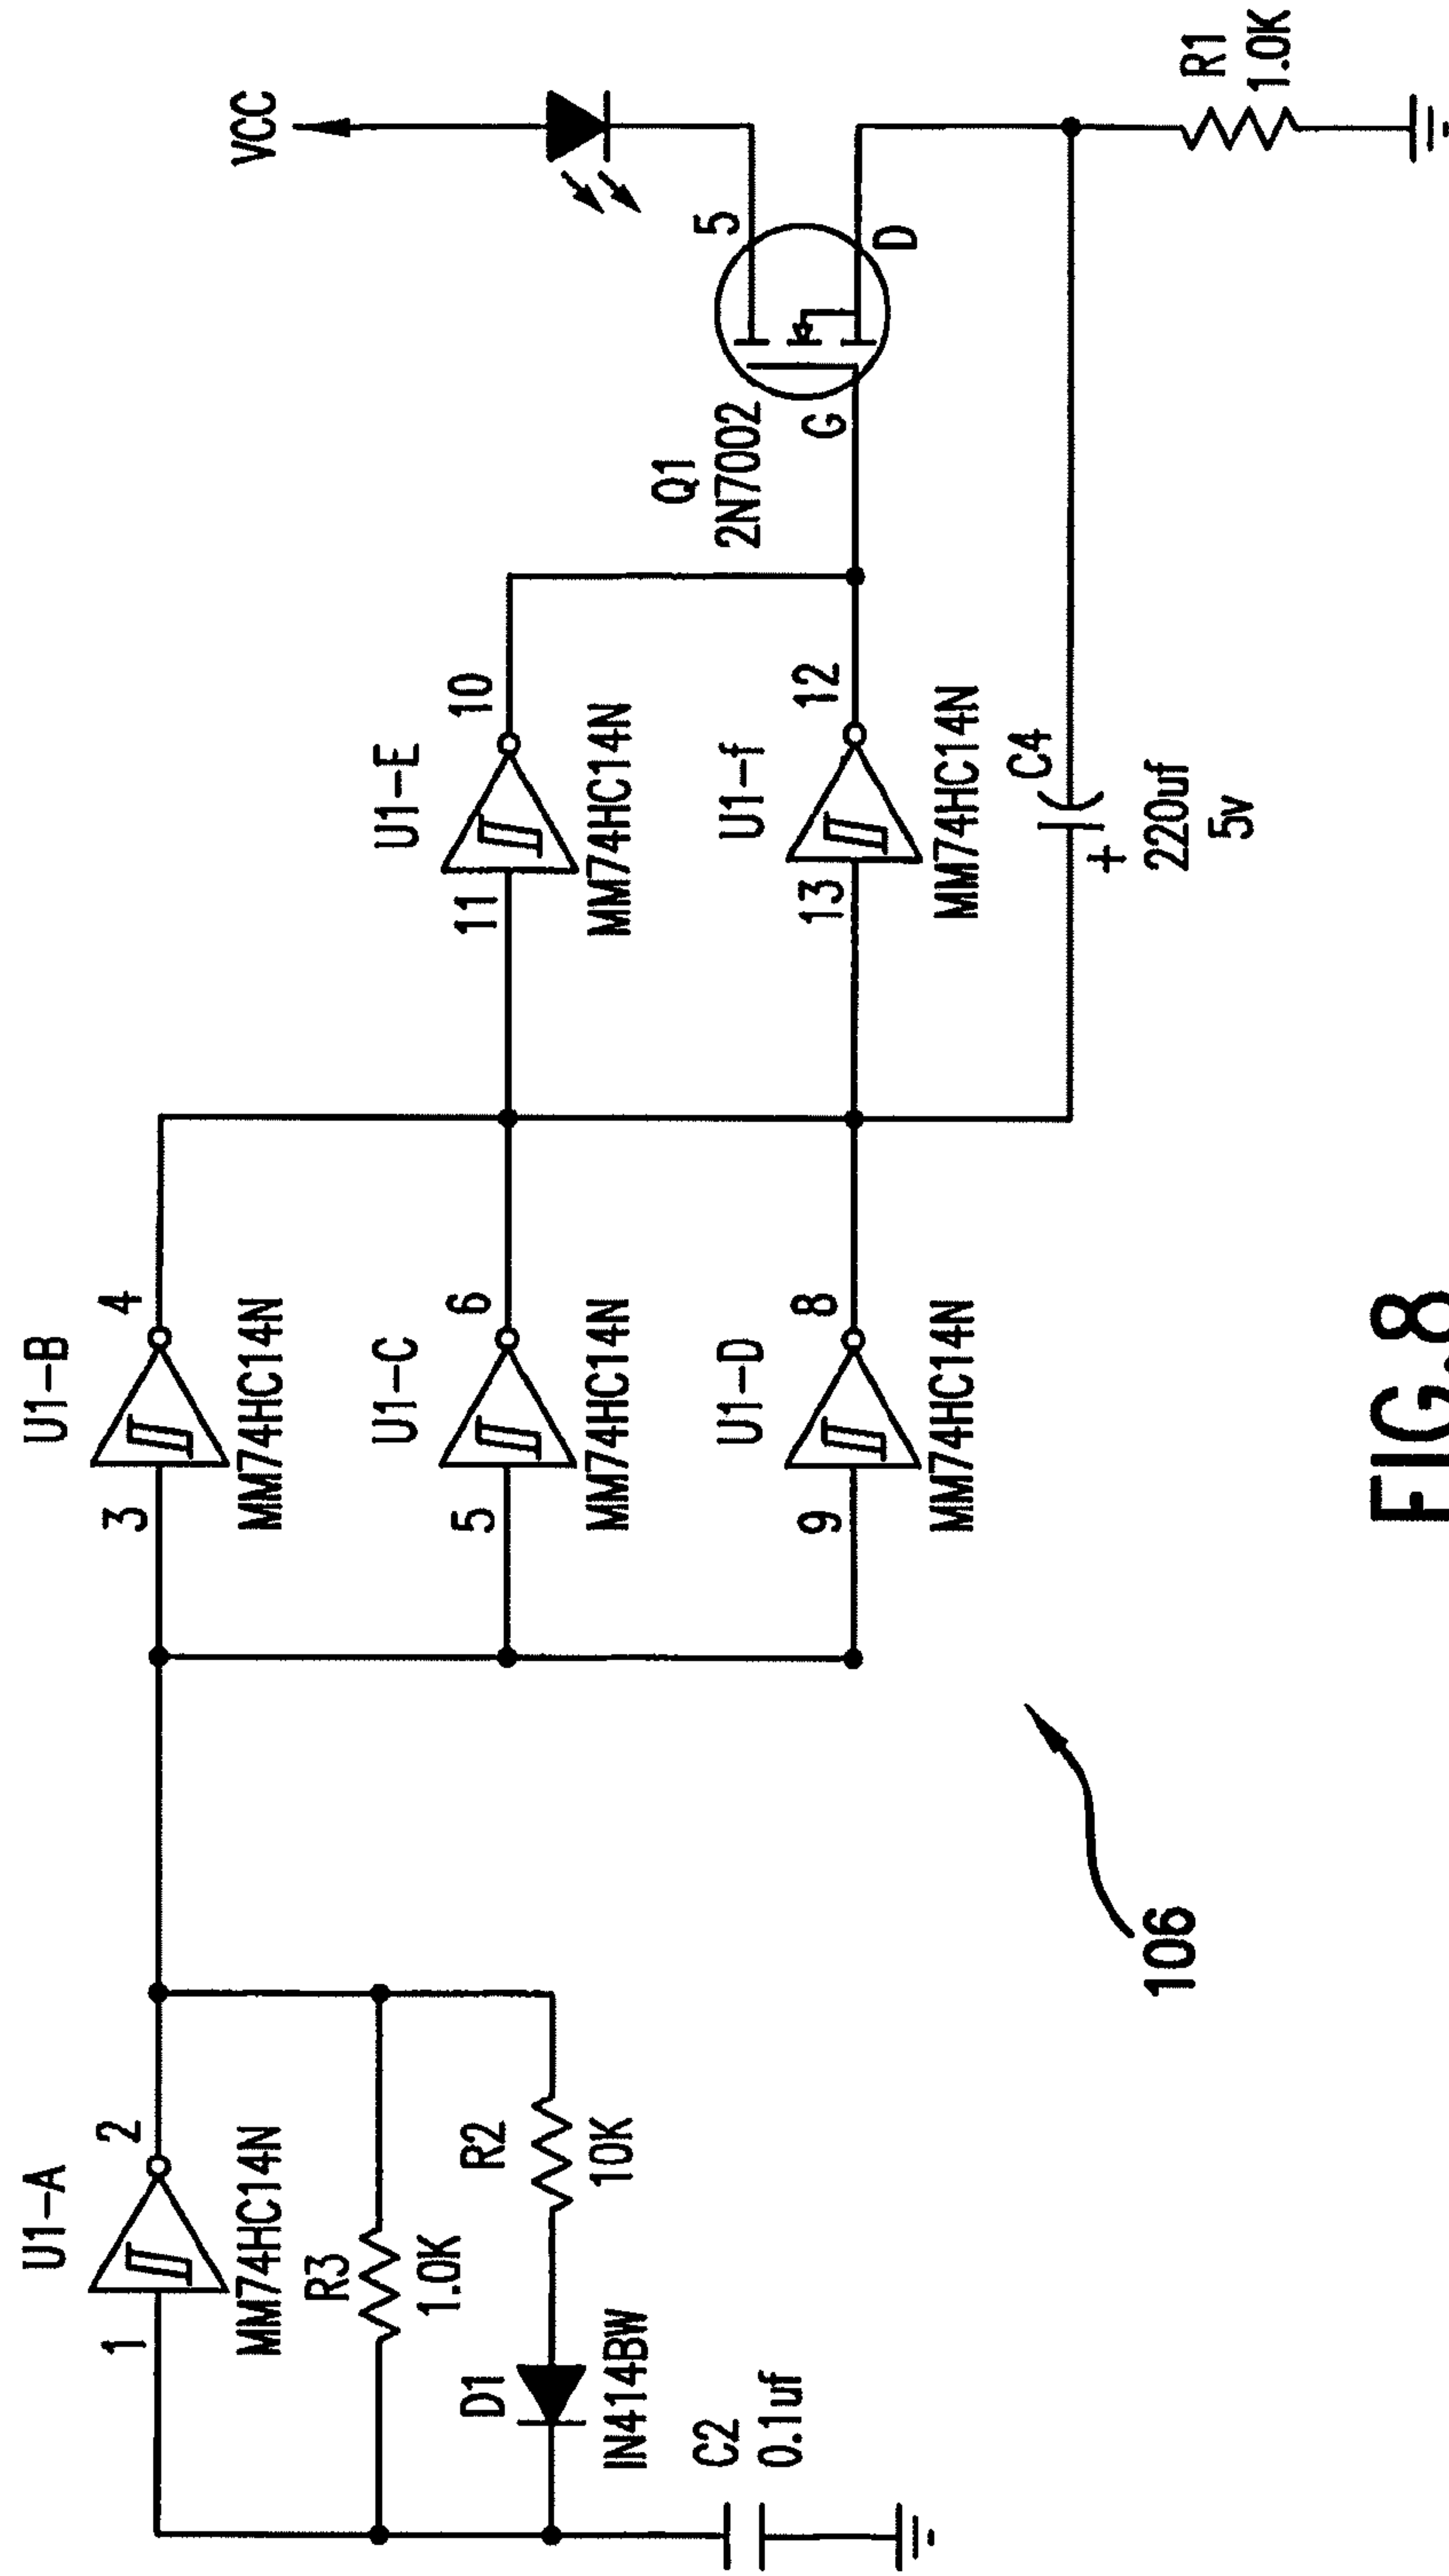 U1-A
1
2
MM74HC14N
R3
1.0K
D1
IN414BW
R2
10K
C2
0.1uf
U1-B
3
4
MM74HC14N
U1-C
5
6
MM74HC14N
U1-D
9
8
MM74HC14N
U1-E
11
10
MM74HC14N
U1-f
13
12
MM74HC14N
C4
+
220uf
5v
Q1
2N7002
G
5
D
VCC
R1
1.0K
106
FIG.8